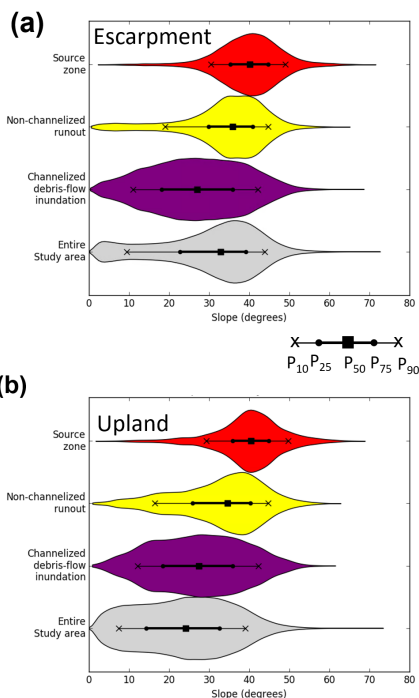 (a)
Escarpment
Source
zone
Non-channelized
runout
Channelized
debris-flow
inundation
Entire
Study area
0 10 20 30 40 50 60 70 80
Slope (degrees)
P10 P25 P50 P75 P90
(b)
Upland
Source
zone
Non-channelized
runout
Channelized
debris-flow
inundation
Entire
Study area
0 10 20 30 40 50 60 70 80
Slope (degrees)